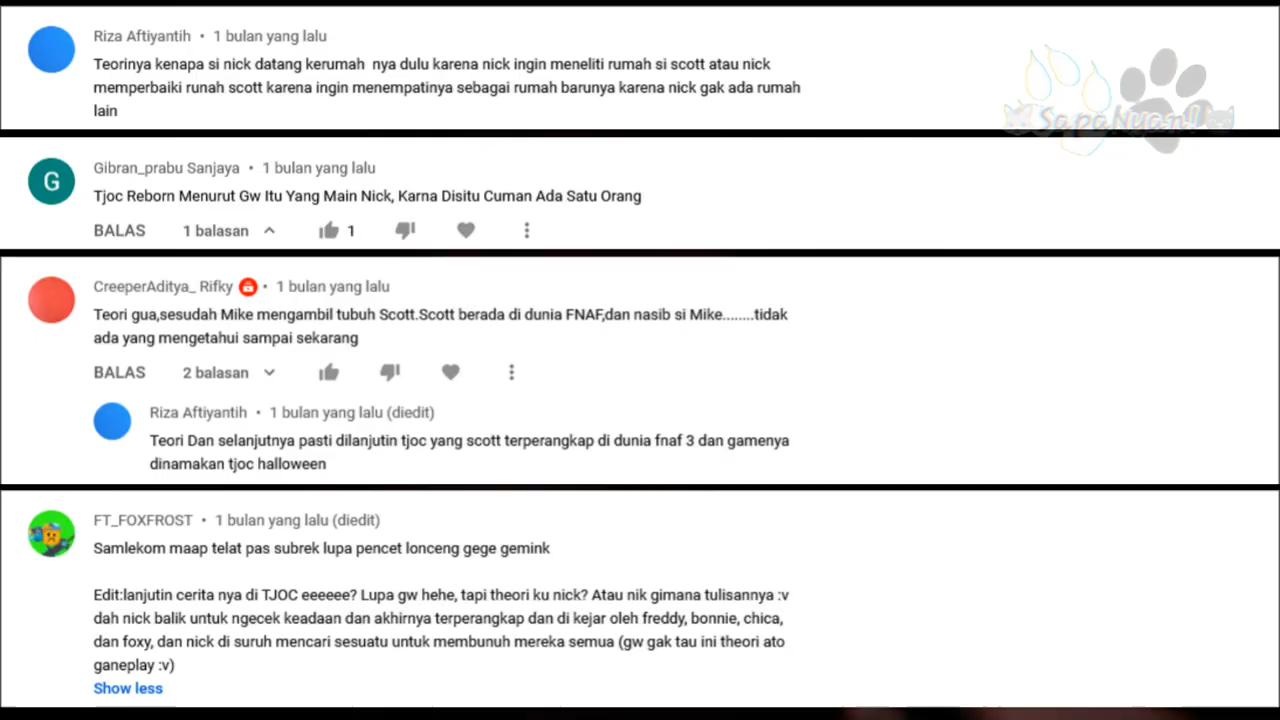 Riza Aftiyantih • 1 bulan yang lalu
Teorinya kenapa si nick datang kerumah nya dulu karena nick ingin meneliti rumah si scott atau nick
memperbaiki runah scott karena ingin menempatinya sebagai rumah barunya karena nick gak ada rumah
lain
SapaNyan!
G
Gibran_prabu Sanjaya • 1 bulan yang lalu
Tjoc Reborn Menurut Gw Itu Yang Main Nick, Karna Disitu Cuman Ada Satu Orang
BALAS 1 balasan 1
CreeperAditya_ Rifky • 1 bulan yang lalu
Teori gua,sesudah Mike mengambil tubuh Scott.Scott berada di dunia FNAF,dan nasib si Mike........tidak
ada yang mengetahui sampai sekarang
BALAS 2 balasan
Riza Aftiyantih • 1 bulan yang lalu (diedit)
Teori Dan selanjutnya pasti dilanjutin tjoc yang scott terperangkap di dunia fnaf 3 dan gamenya
dinamakan tjoc halloween
FT_FOXFROST • 1 bulan yang lalu (diedit)
Samlekom maap telat pas subrek lupa pencet lonceng gege gemink
Edit:lanjutin cerita nya di TJOC eeeeee? Lupa gw hehe, tapi theori ku nick? Atau nik gimana tulisannya :v
dah nick balik untuk ngecek keadaan dan akhirnya terperangkap dan di kejar oleh freddy, bonnie, chica,
dan foxy, dan nick di suruh mencari sesuatu untuk membunuh mereka semua (gw gak tau ini theori ato
ganeplay :v)
Show less